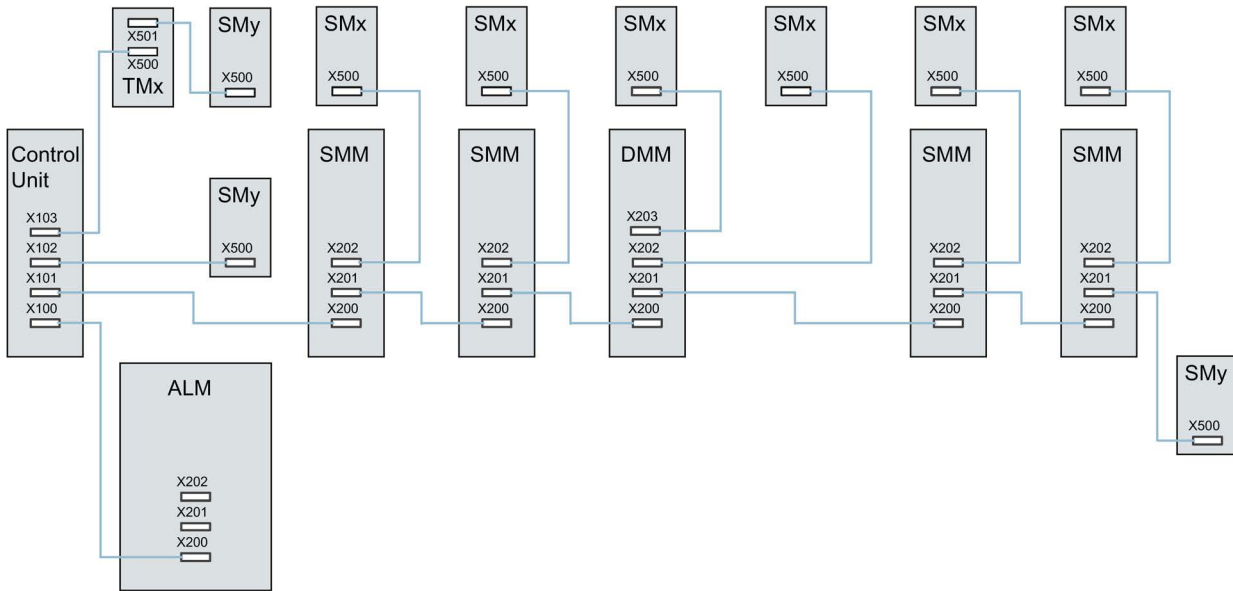 X501
X500
TMx
SMy
X500
SMx
X500
SMx
X500
SMx
X500
SMx
X500
SMx
X500
SMx
X500
Control
Unit
X103
X102
X101
X100
SMy
X500
SMM
X202
X201
X200
SMM
X202
X201
X200
DMM
X203
X202
X201
X200
SMM
X202
X201
X200
SMM
X202
X201
X200
ALM
X202
X201
X200
SMy
X500